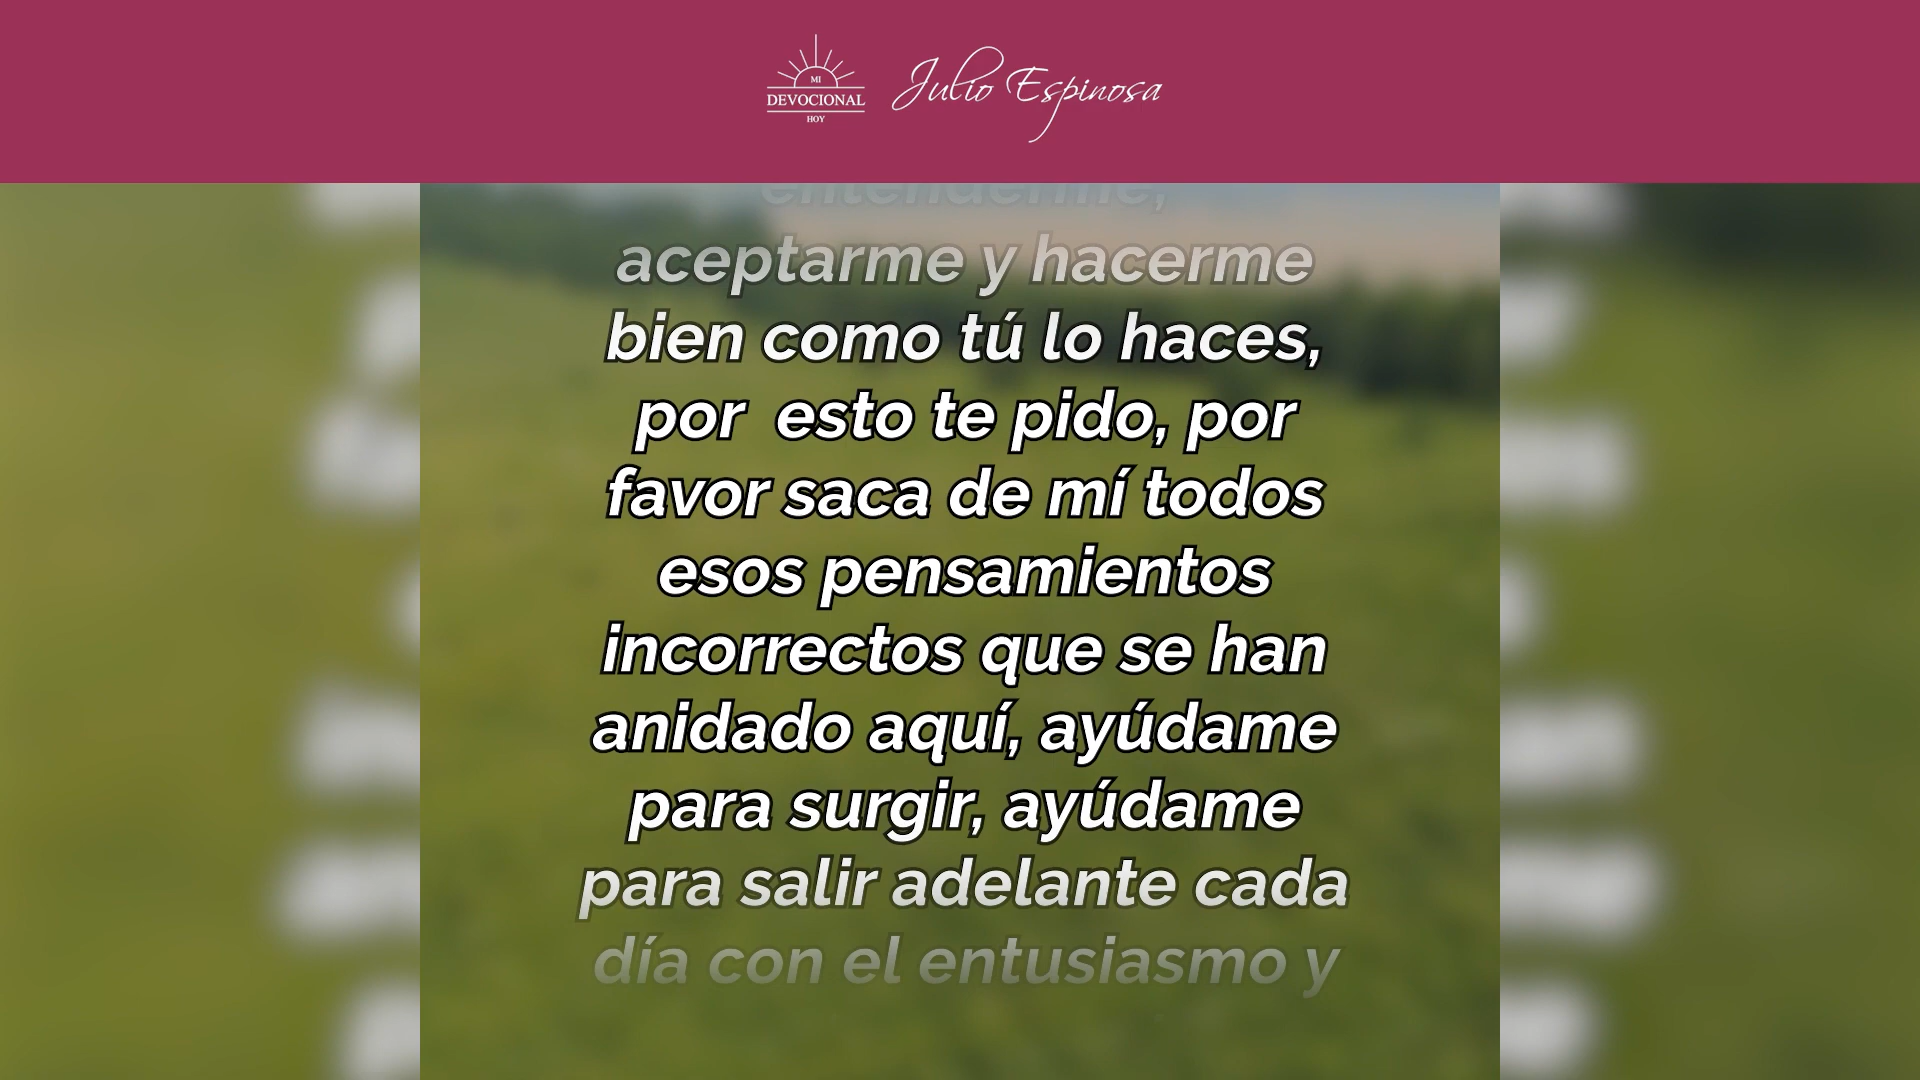 MI
DEVOCIONAL
HOY
Julio Espinosa
entenderme,
aceptarme y hacerme
bien como tú lo haces,
por  esto te pido, por
favor saca de mí todos
esos pensamientos
incorrectos que se han
anidado aquí, ayúdame
para surgir, ayúdame
para salir adelante cada
día con el entusiasmo y